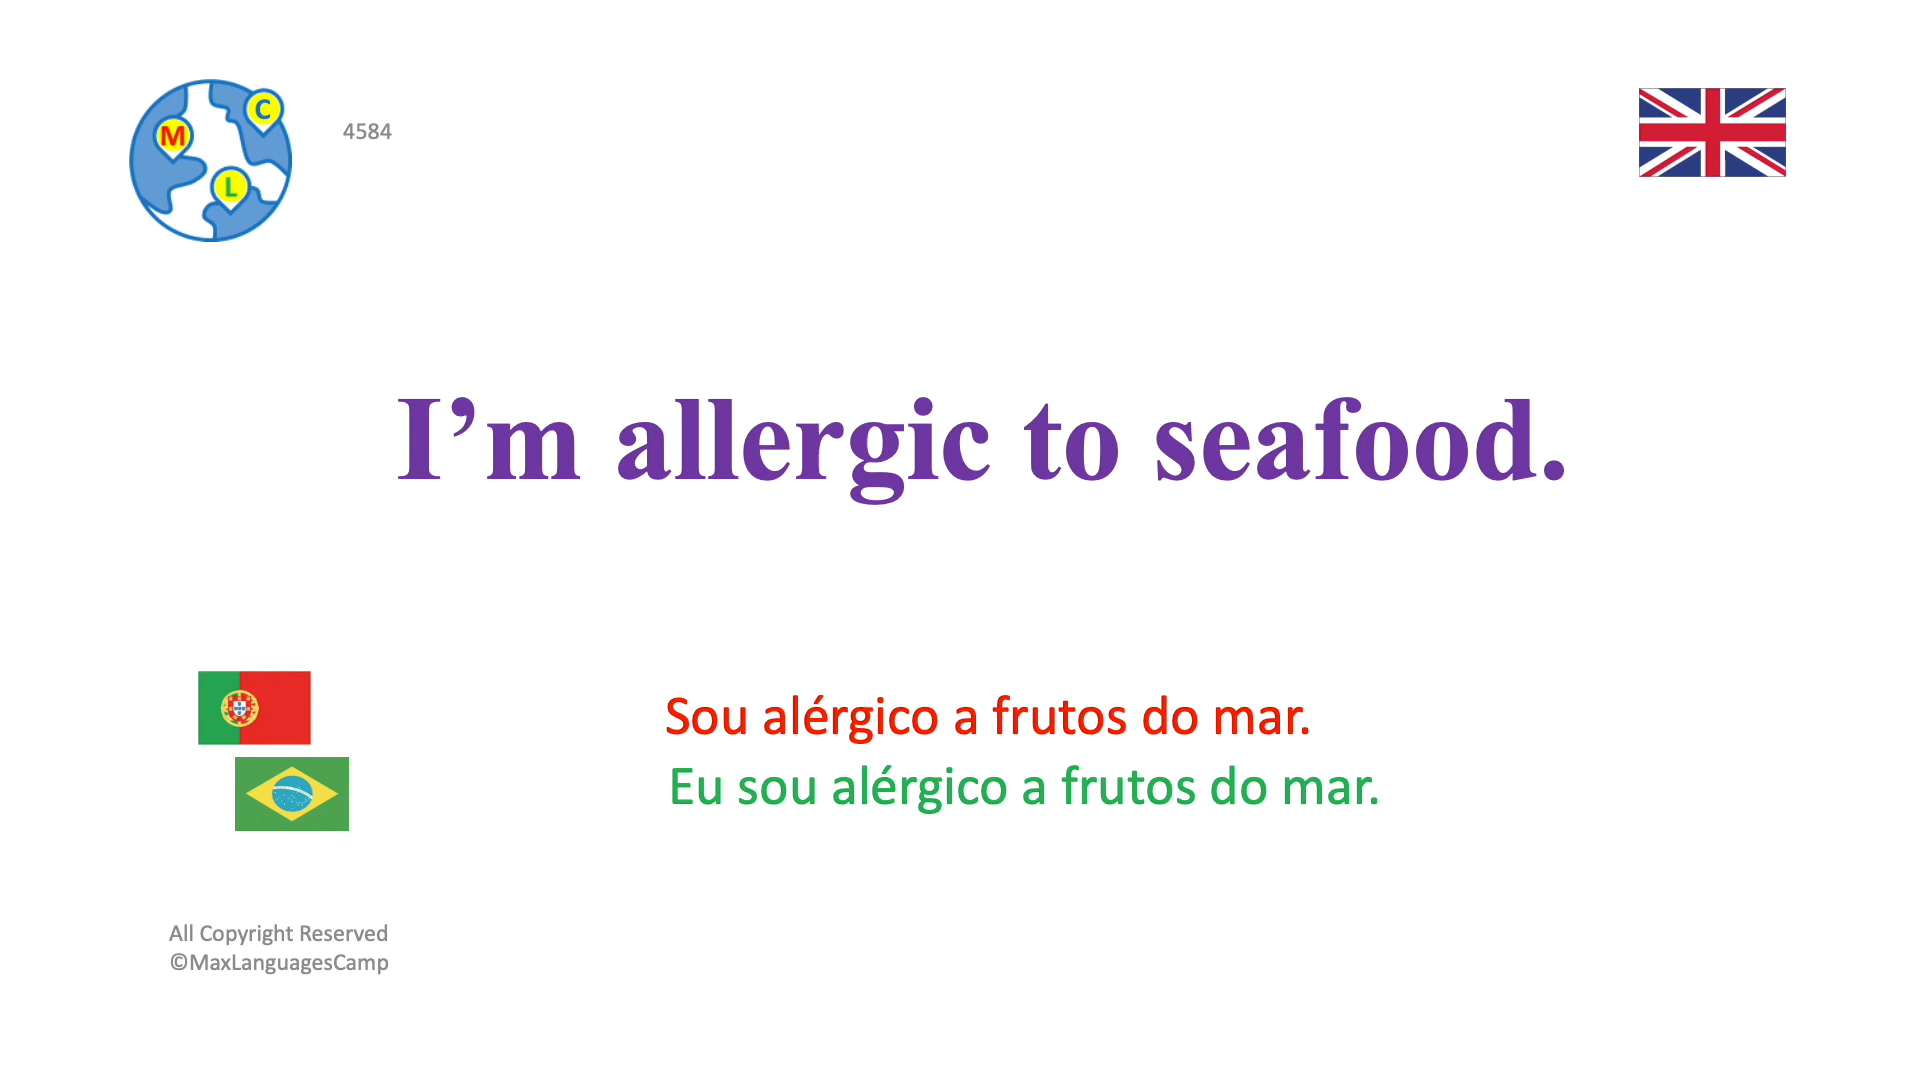 M
C
L
4584
I’m allergic to seafood.
Sou alérgico a frutos do mar.
Eu sou alérgico a frutos do mar.
All Copyright Reserved
©MaxLanguagesCamp